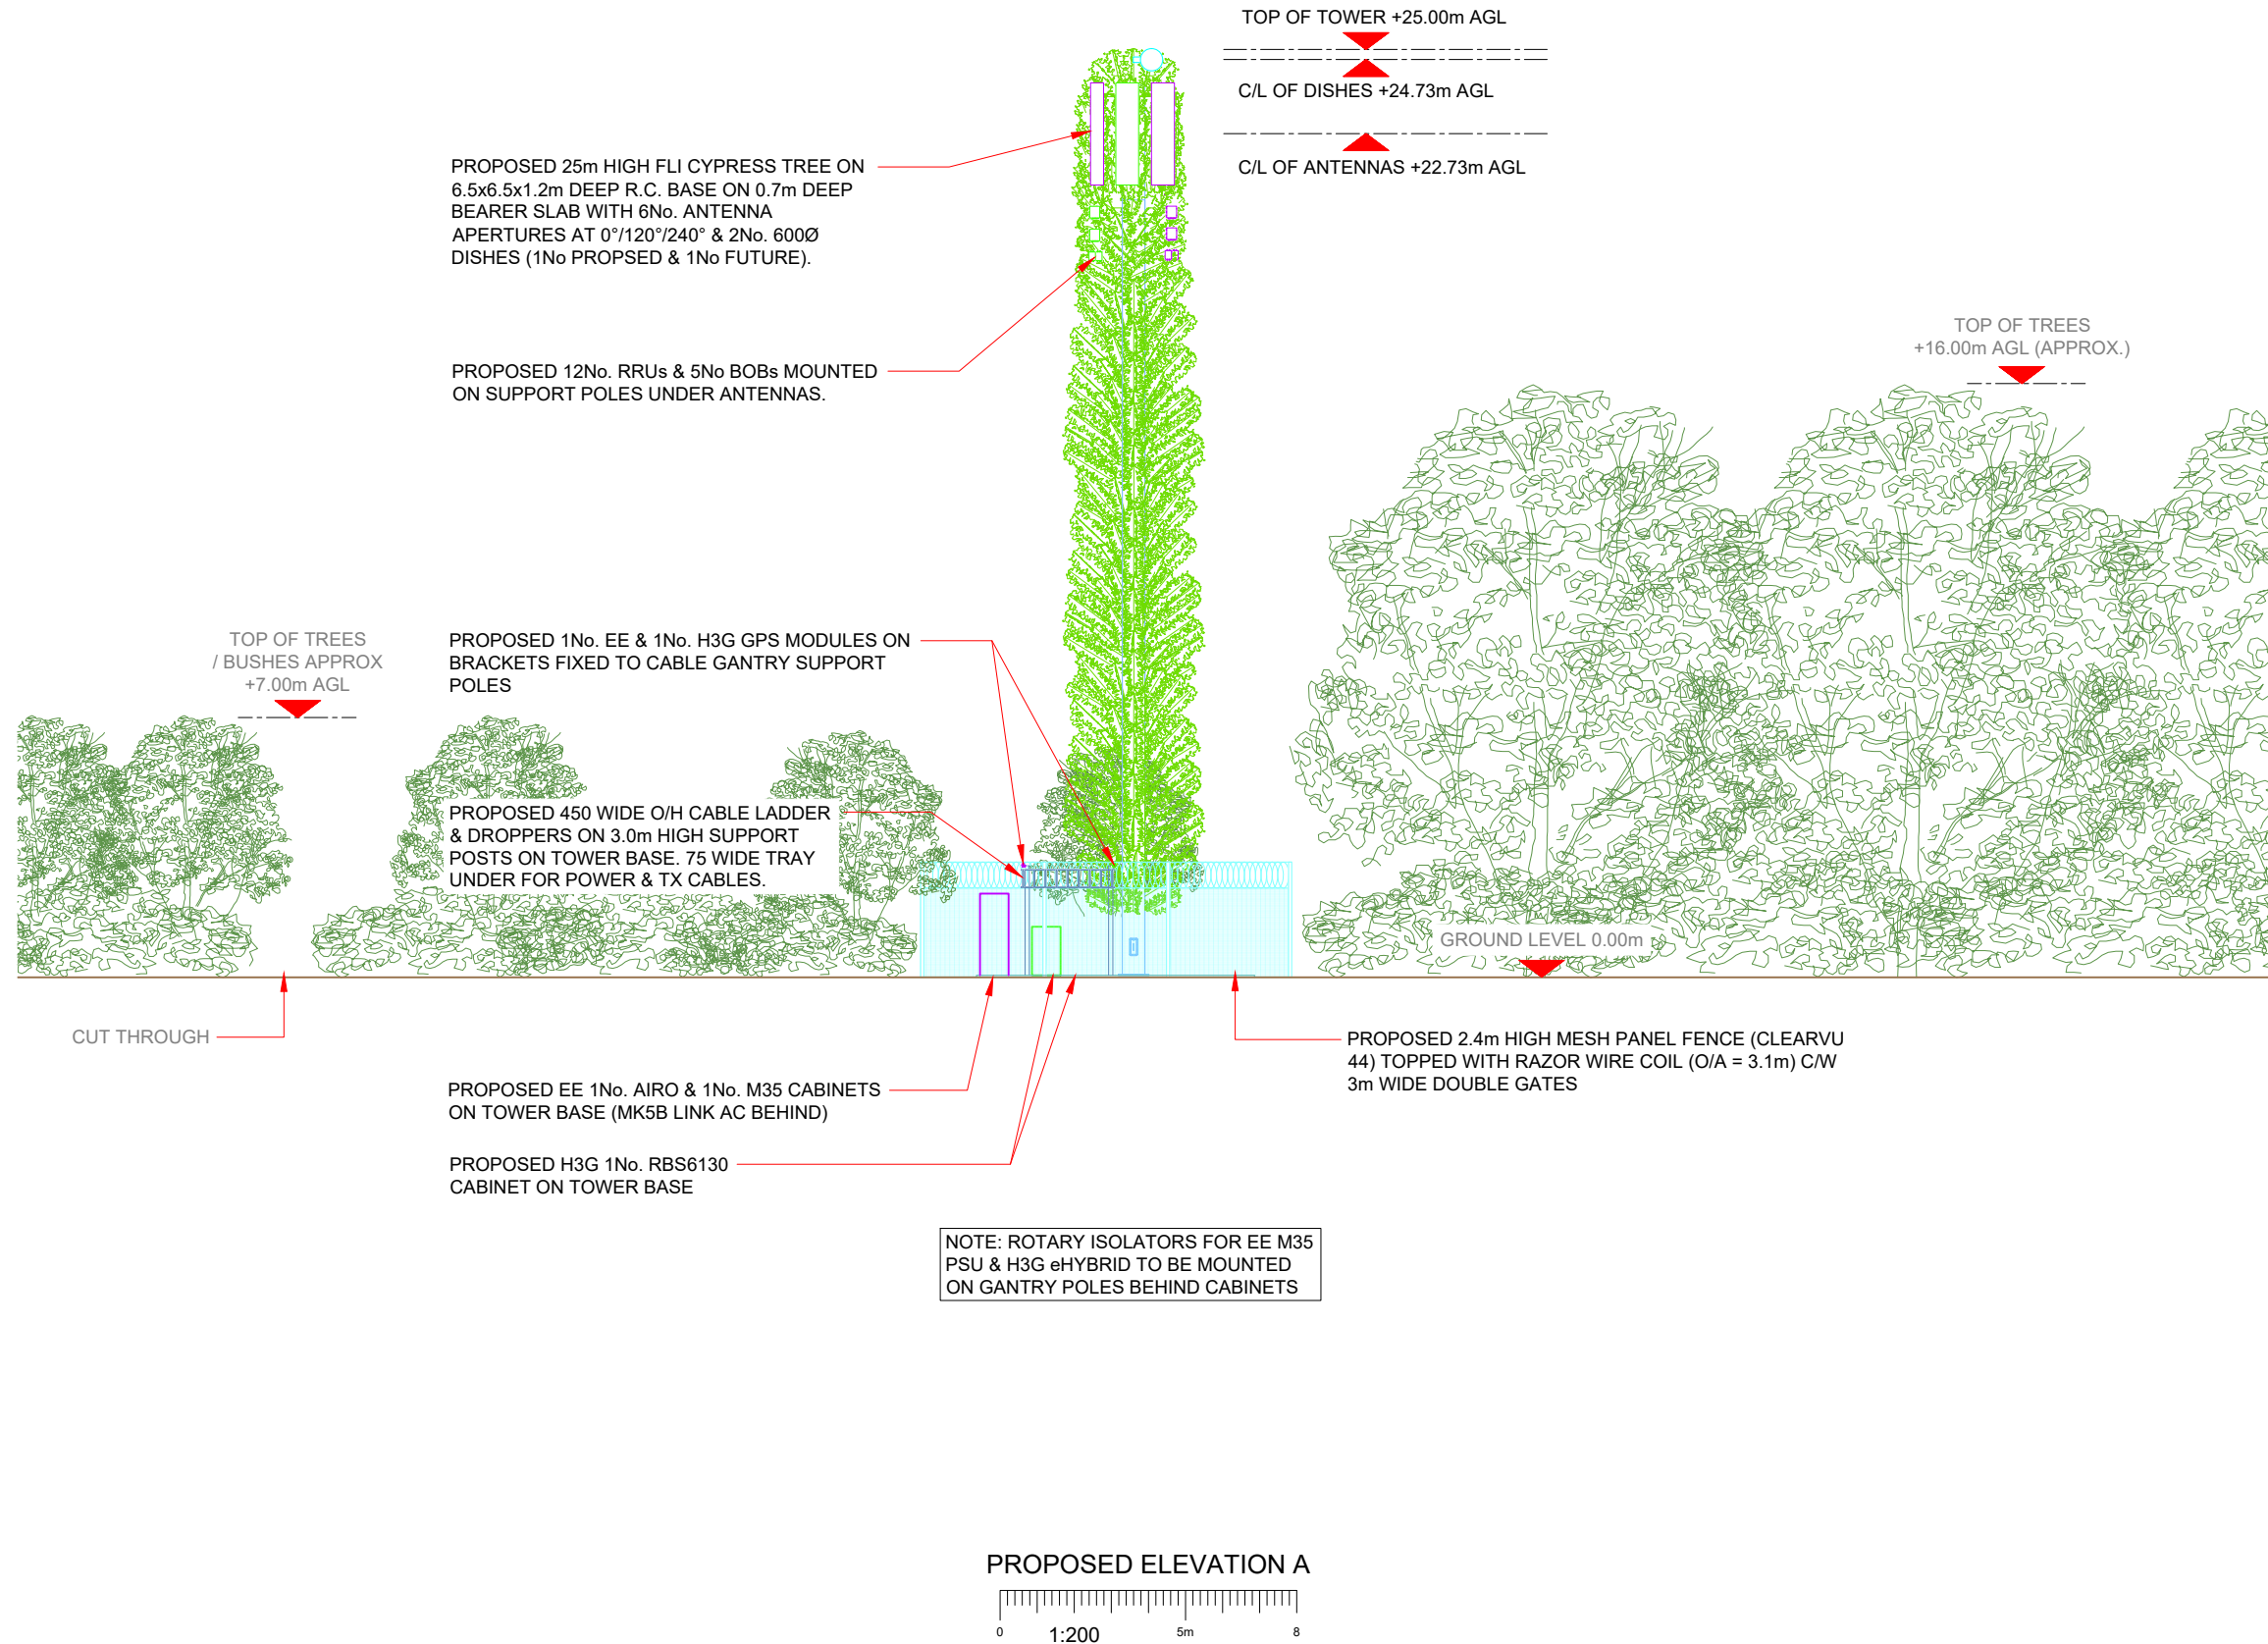 TOP OF TOWER +25.00m AGL
C/L OF DISHES +24.73m AGL
C/L OF ANTENNAS +22.73m AGL
PROPOSED 25m HIGH FLI CYPRESS TREE ON
6.5x6.5x1.2m DEEP R.C. BASE ON 0.7m DEEP
BEARER SLAB WITH 6No. ANTENNA
APERTURES AT 0°/120°/240° & 2No. 600Ø
DISHES (1No PROPSED & 1No FUTURE).
PROPOSED 12No. RRUs & 5No BOBs MOUNTED
ON SUPPORT POLES UNDER ANTENNAS.
TOP OF TREES
+16.00m AGL (APPROX.)
TOP OF TREES
/ BUSHES APPROX
+7.00m AGL
PROPOSED 1No. EE & 1No. H3G GPS MODULES ON
BRACKETS FIXED TO CABLE GANTRY SUPPORT
POLES
PROPOSED 450 WIDE O/H CABLE LADDER
& DROPPERS ON 3.0m HIGH SUPPORT
POSTS ON TOWER BASE. 75 WIDE TRAY
UNDER FOR POWER & TX CABLES.
GROUND LEVEL 0.00m
CUT THROUGH
PROPOSED 2.4m HIGH MESH PANEL FENCE (CLEARVU
44) TOPPED WITH RAZOR WIRE COIL (O/A = 3.1m) C/W
3m WIDE DOUBLE GATES
PROPOSED EE 1No. AIRO & 1No. M35 CABINETS
ON TOWER BASE (MK5B LINK AC BEHIND)
PROPOSED H3G 1No. RBS6130
CABINET ON TOWER BASE
NOTE: ROTARY ISOLATORS FOR EE M35
PSU & H3G eHYBRID TO BE MOUNTED
ON GANTRY POLES BEHIND CABINETS
PROPOSED ELEVATION A
0 1:200 5m 8